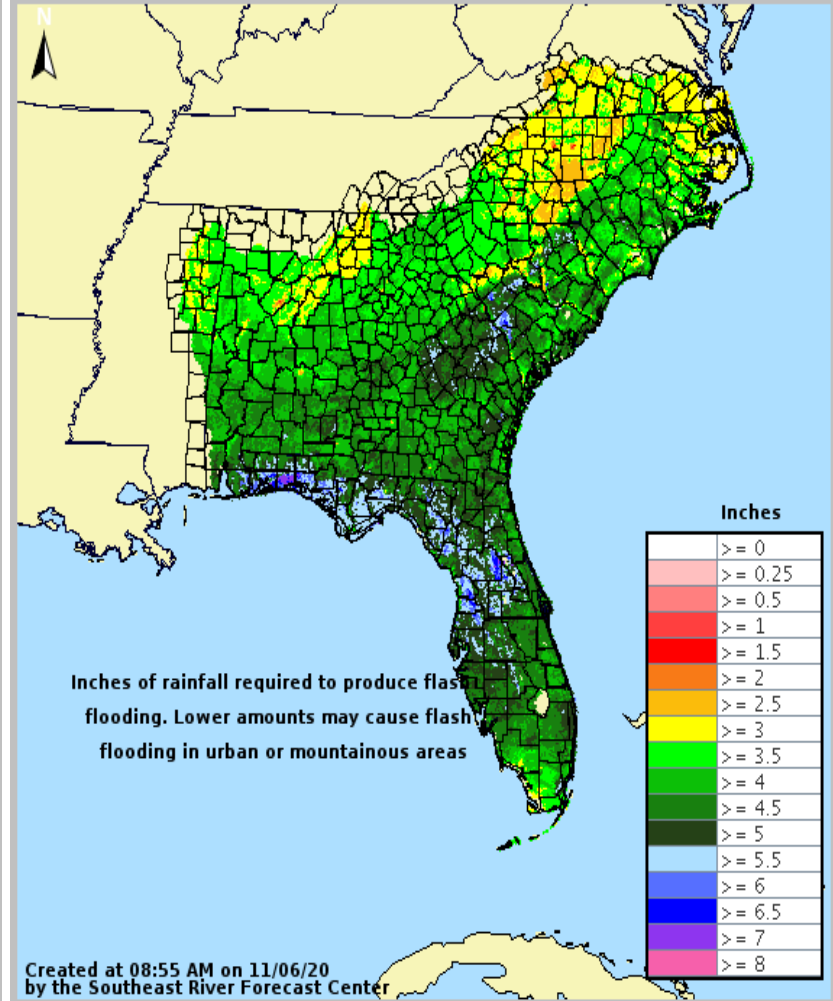 N
Inches
>= 0
>= 0.25
>= 0.5
>= 1
>= 1.5
>= 2
>= 2.5
>= 3
>= 3.5
>= 4
>= 4.5
>= 5
>= 5.5
>= 6
>= 6.5
>= 7
>= 8
Inches of rainfall required to produce flash
flooding. Lower amounts may cause flash
flooding in urban or mountainous areas
Created at 08:55 AM on 11/06/20
by the Southeast River Forecast Center